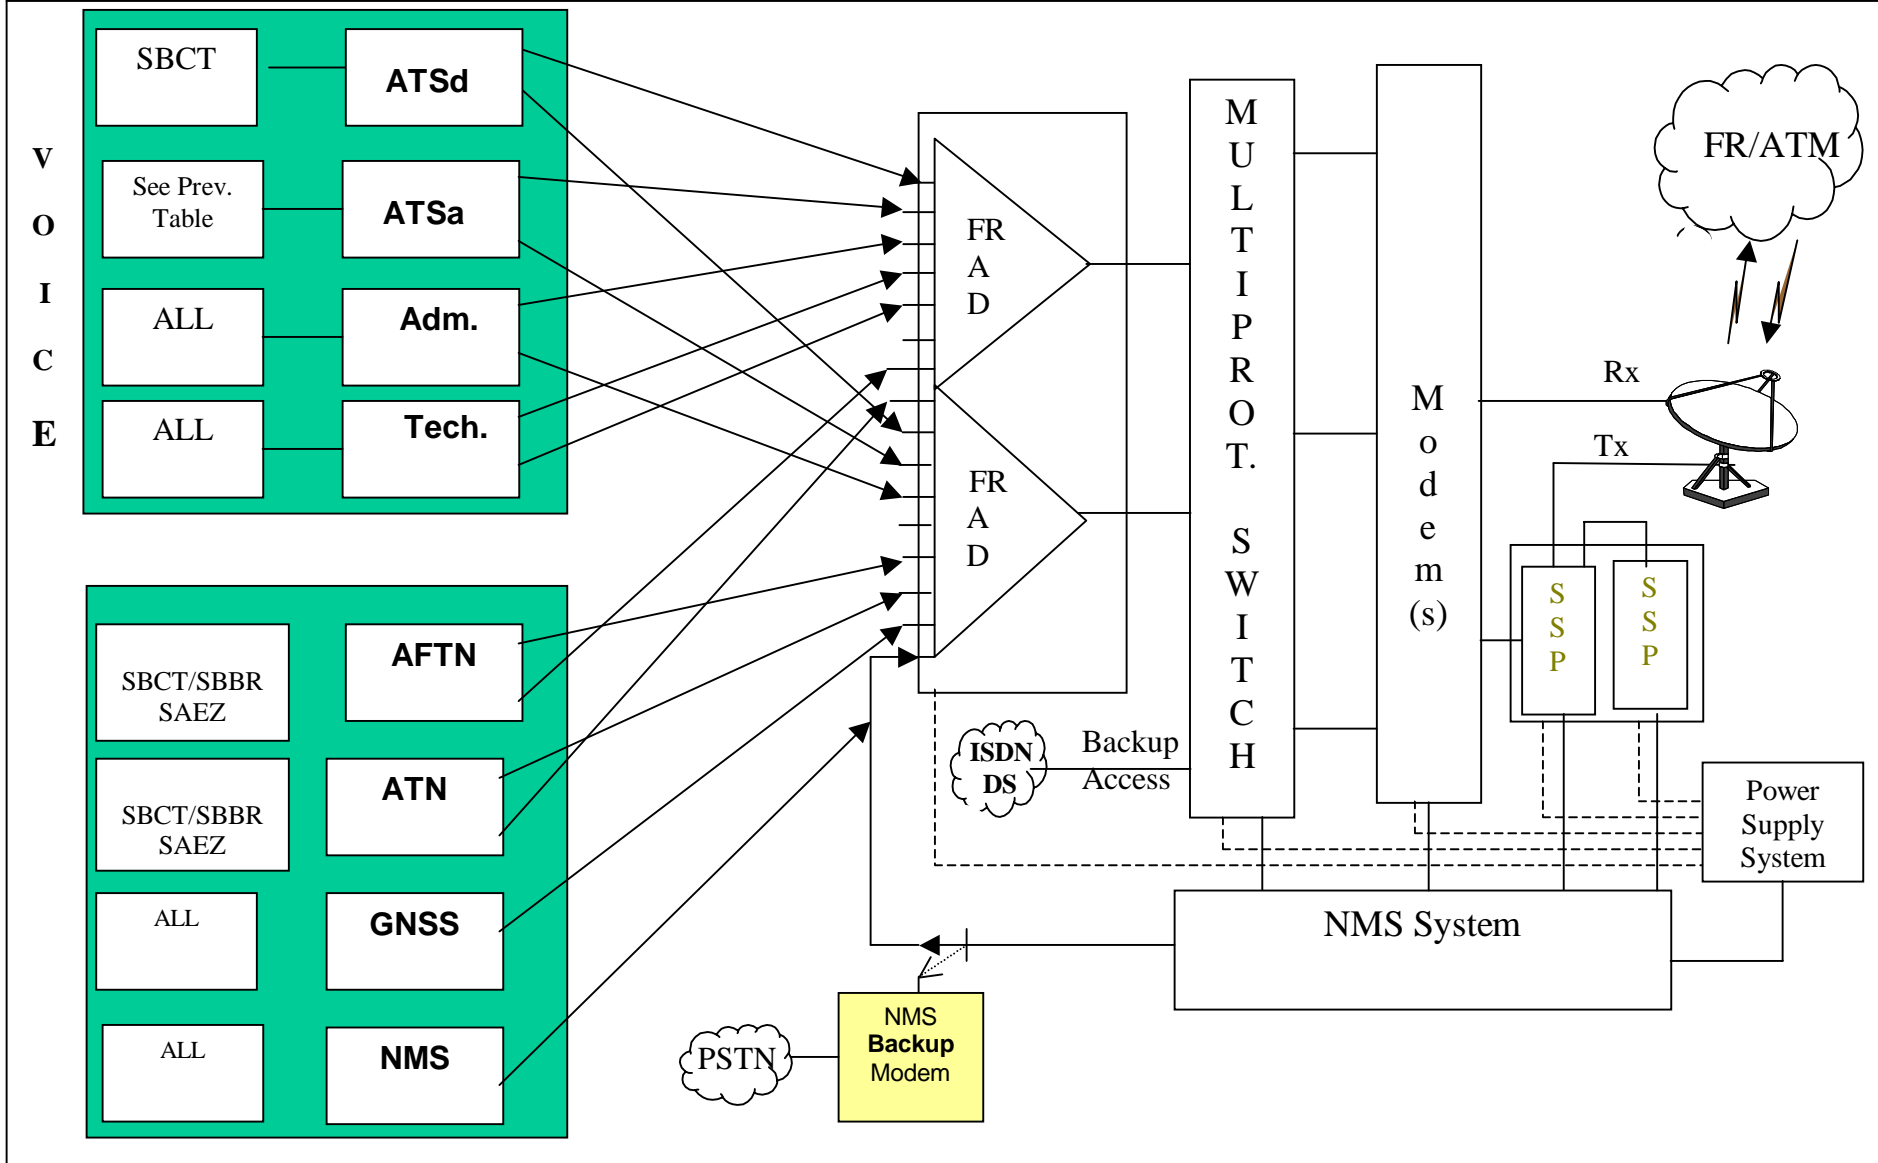 V
O
I
C
E
SBCT
ATSd
See Prev.
Table
ATSa
ALL
Adm.
ALL
Tech.
SBCT/SBBR
SAEZ
AFTN
SBCT/SBBR
SAEZ
ATN
ALL
GNSS
ALL
NMS
FR
A
D
FR
A
D
M
U
L
T
I
P
R
O
T.
S
W
I
T
C
H
ISDN
DS
Backup
Access
M
o
d
e
m
(s)
FR/ATM
Rx
Tx
S
S
P
S
S
P
Power
Supply
System
NMS System
NMS
Backup
Modem
PSTN